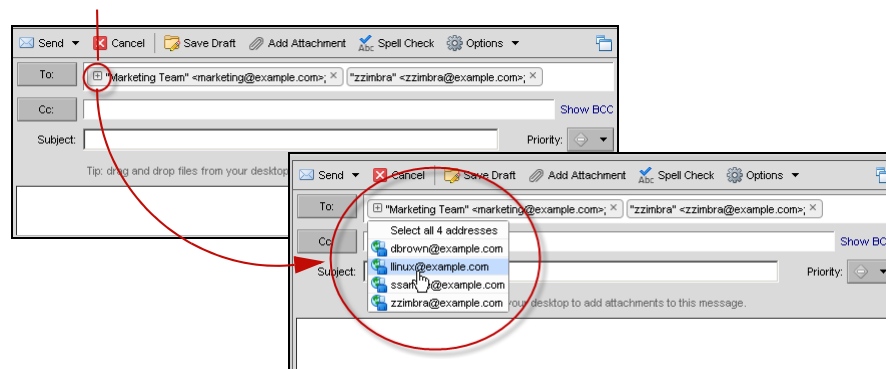 Send Cancel Save Draft Add Attachment Abc Spell Check Options
To: "Marketing Team" <marketing@example.com>; × "zzimbra" <zzimbra@example.com>; ×
Cc: Show BCC
Subject: Priority:
Tip: drag and drop files from your desktop
Send Cancel Save Draft Add Attachment Abc Spell Check Options
To: "Marketing Team" <marketing@example.com>; × "zzimbra" <zzimbra@example.com>; ×
Select all 4 addresses
Cc Show BC
dbrown@example.com
Subject: llinux@example.com Priority:
@example.com
zzimbra@example.com your desktop to add attachments to this message.